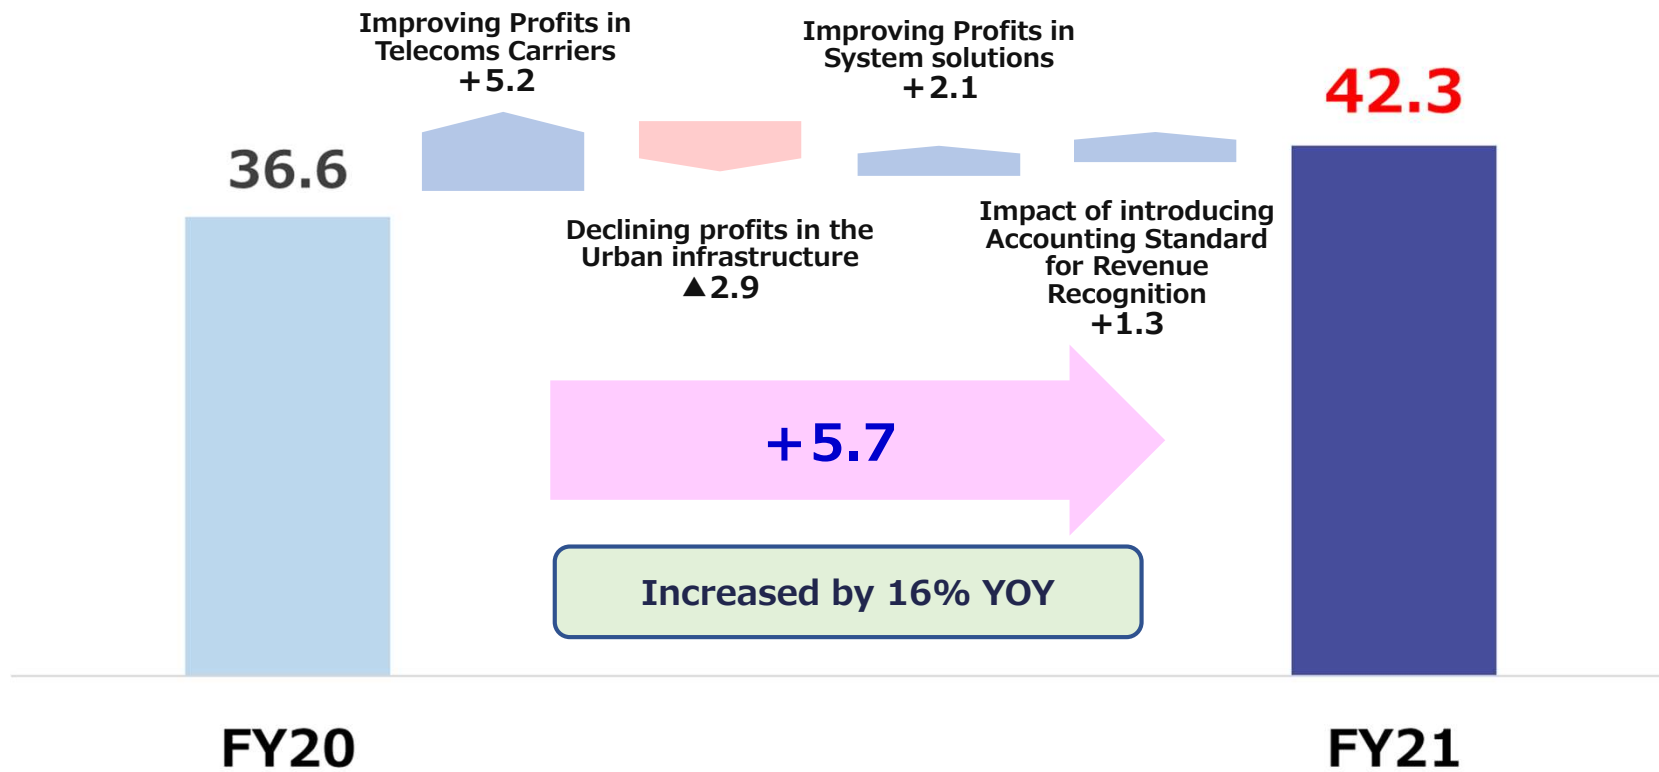 Improving Profits in
Telecoms Carriers
+5.2
Improving Profits in
System solutions
+2.1
36.6
42.3
Declining profits in the
Urban infrastructure
▲2.9
Impact of introducing
Accounting Standard
for Revenue
Recognition
+1.3
+5.7
Increased by 16% YOY
FY20
FY21